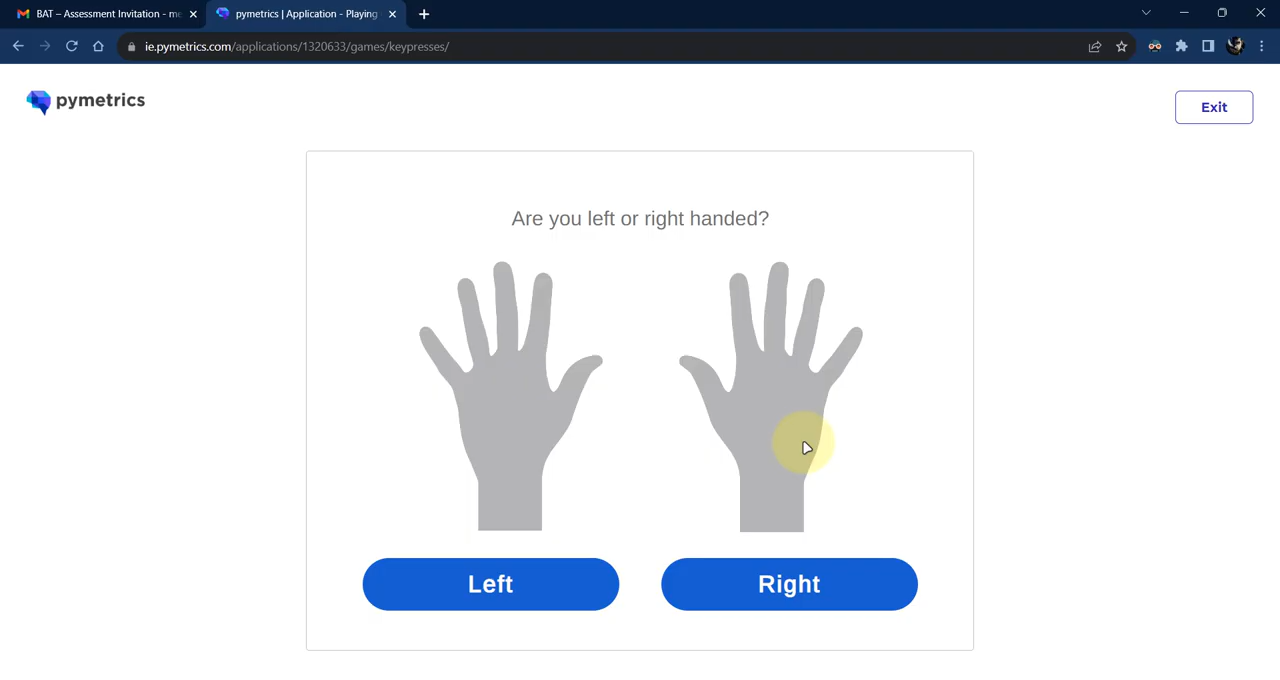 BAT – Assessment Invitation - me
pymetrics | Application - Playing
ie.pymetrics.com/applications/1320633/games/keypresses/
pymetrics
Exit
Are you left or right handed?
Left
Right